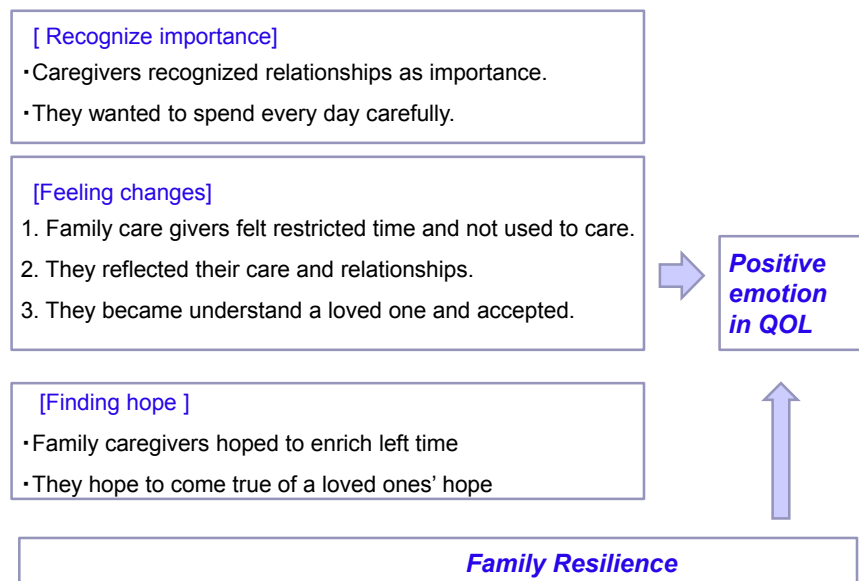 [ Recognize importance]
・Caregivers recognized relationships as importance.
・They wanted to spend every day carefully.
[Feeling changes]
1. Family care givers felt restricted time and not used to care.
2. They reflected their care and relationships.
3. They became understand a loved one and accepted.
Positive
emotion
in QOL
[Finding hope ]
・Family caregivers hoped to enrich left time
・They hope to come true of a loved ones' hope
Family Resilience